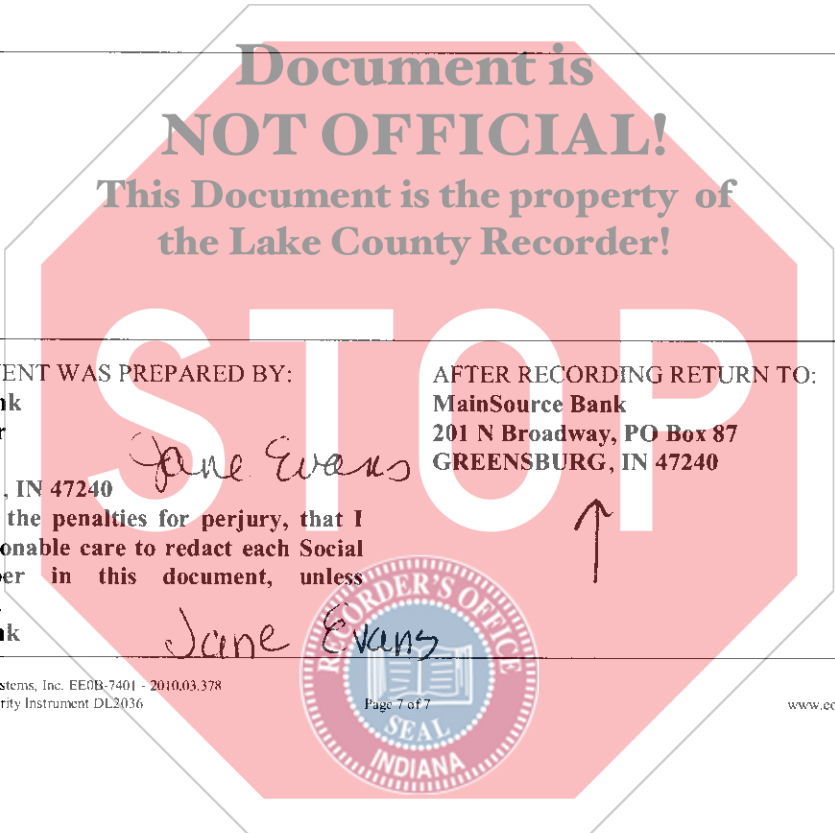 Document is
NOT OFFICIAL!
This Document is the property of
the Lake County Recorder!
STOP
ENT WAS PREPARED BY:
nk
r
Jane Evans
, IN 47240
the penalties for perjury, that I
onable care to redact each Social
er in this document, unless
.
nk
Jane Evans
AFTER RECORDING RETURN TO:
MainSource Bank
201 N Broadway, PO Box 87
GREENSBURG, IN 47240
RECORDER'S OFFICE
SEAL
INDIANA
stems, Inc. EE0B-7401 - 2010.03.378
rity Instrument DL2036
Page 7 of 7
www.co